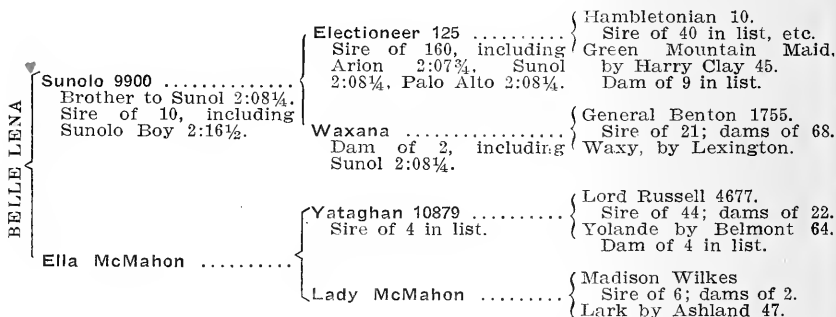 BELLE LENA
Sunolo 9900 ..............
Brother to Sunol 2:08¼.
Sire of 10, including
Sunolo Boy 2:16½.
Ella McMahon ..........
Electioneer 125 ..........
Sire of 160, including
Arion 2:07¾, Sunol
2:08¼, Palo Alto 2:08¼.
Waxana ..................
Dam of 2, including
Sunol 2:08¼.
Yataghan 10879 ..........
Sire of 4 in list.
Lady McMahon .........
Hambletonian 10.
Sire of 40 in list, etc.
Green Mountain Maid,
by Harry Clay 45.
Dam of 9 in list.
General Benton 1755.
Sire of 21; dams of 68.
Waxy, by Lexington.
Lord Russell 4677.
Sire of 44; dams of 22.
Yolande by Belmont 64.
Dam of 4 in list.
Madison Wilkes
Sire of 6; dams of 2.
Lark by Ashland 47.